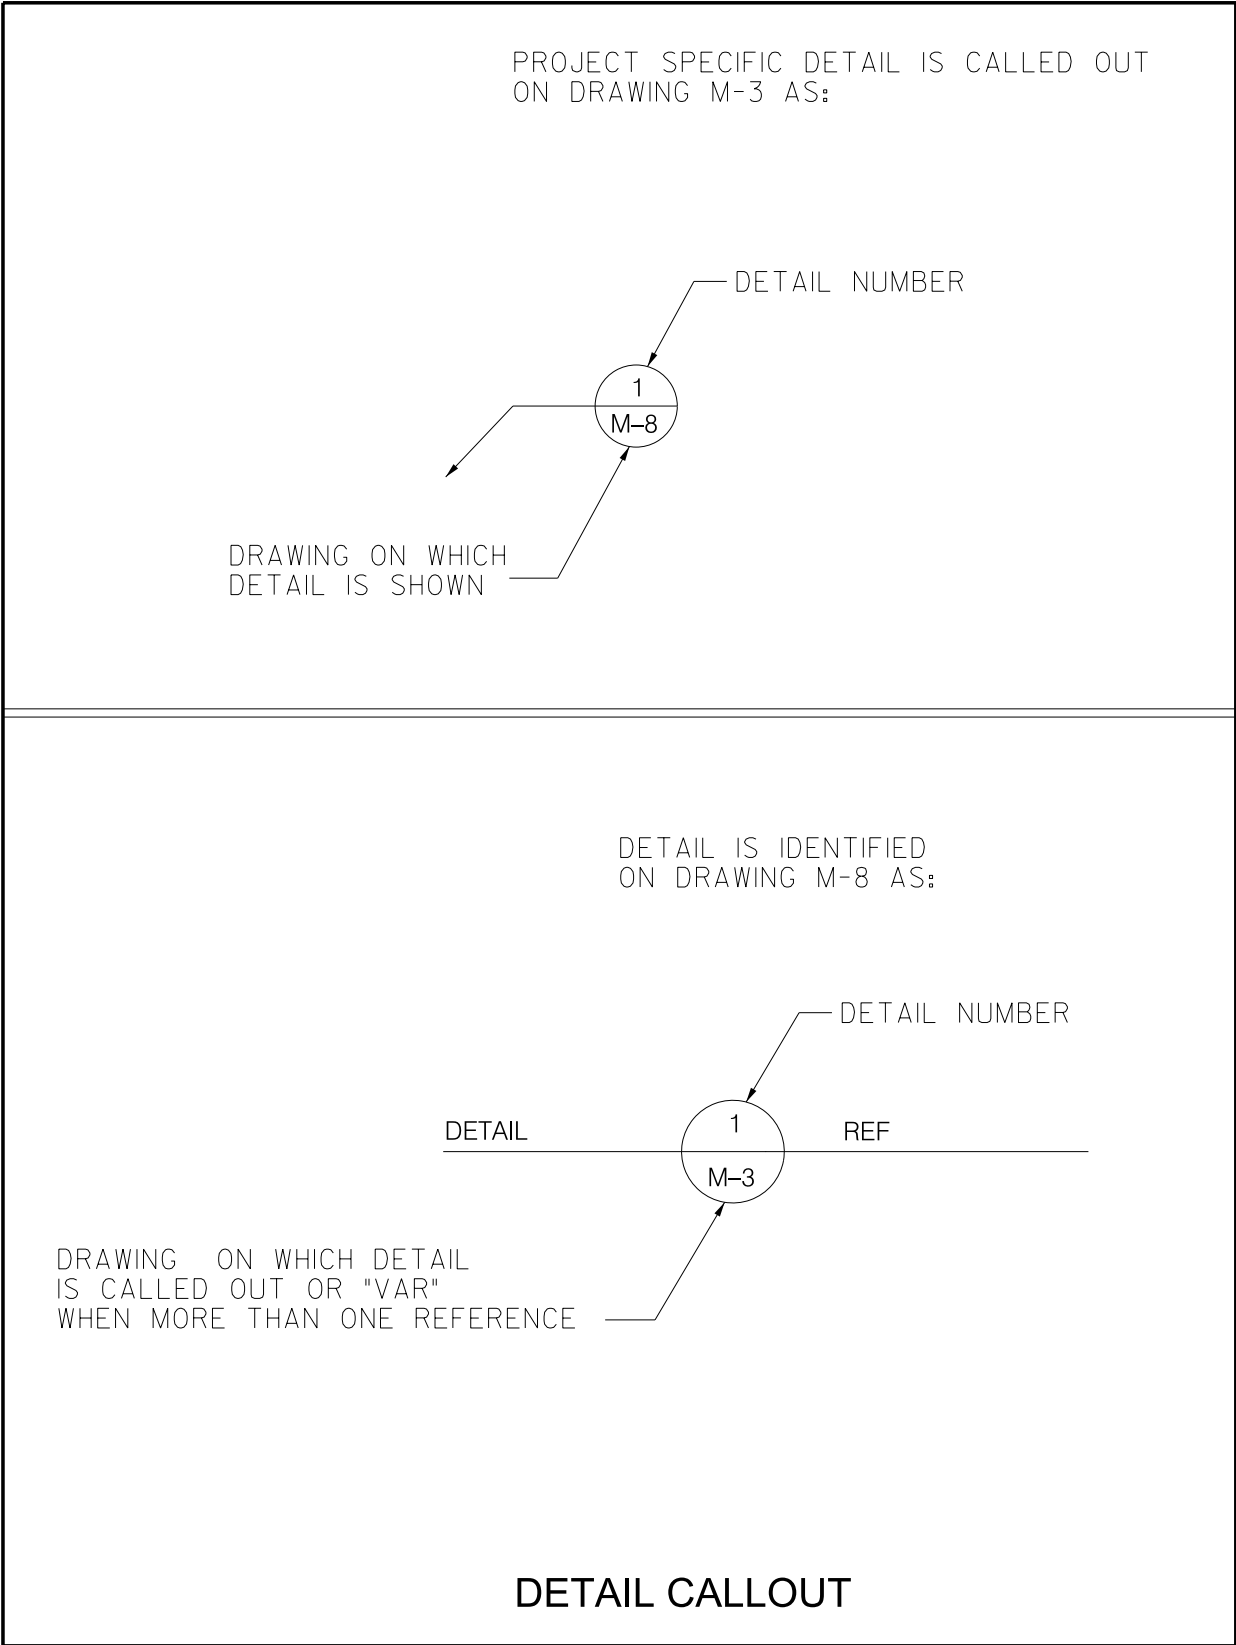 PROJECT SPECIFIC DETAIL IS CALLED OUT
ON DRAWING M-3 AS:
DETAIL NUMBER
1
M-8
DRAWING ON WHICH
DETAIL IS SHOWN
DETAIL IS IDENTIFIED
ON DRAWING M-8 AS:
DETAIL NUMBER
DETAIL 1 REF
M-3
DRAWING ON WHICH DETAIL
IS CALLED OUT OR "VAR"
WHEN MORE THAN ONE REFERENCE
DETAIL CALLOUT